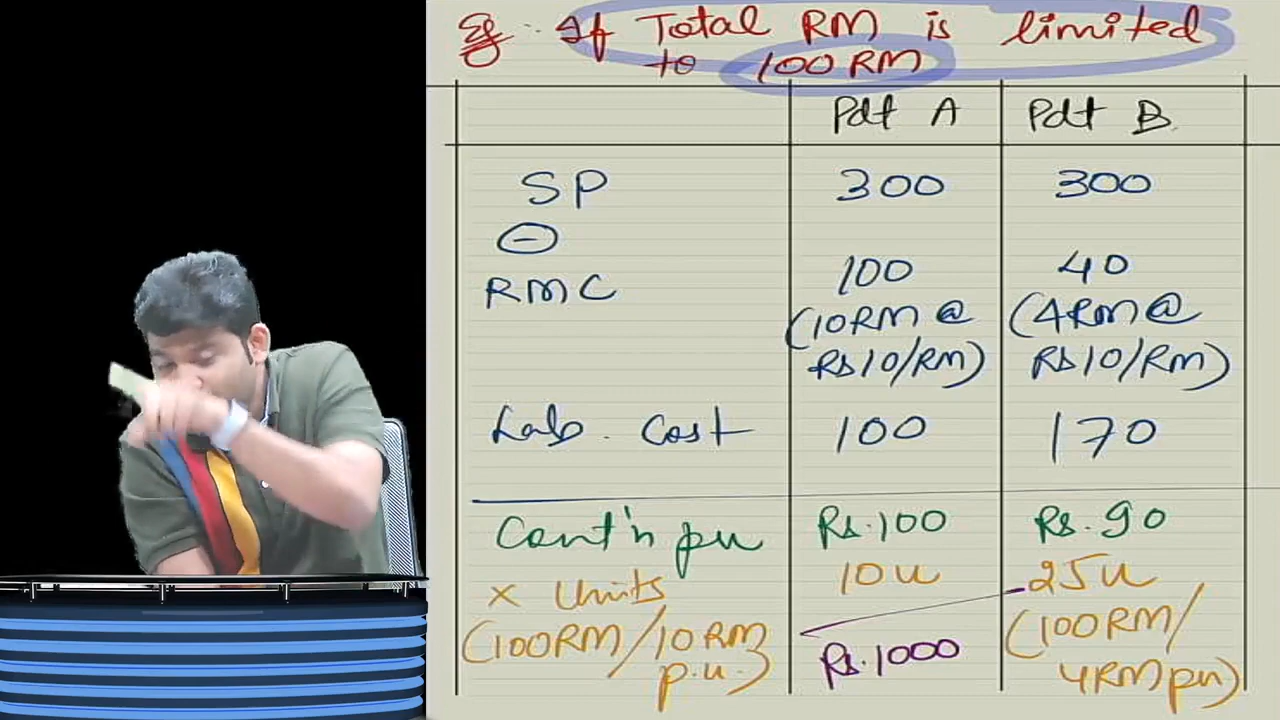 Eg. If Total RM is limited
to 100 RM
Pdt A Pdt B
SP 300 300
-
RMC 100 40
(10RM @ (4RM @
Rs10/RM) Rs10/RM)
Lab. Cost 100 170
Cont'n pu Rs.100 Rs.90
x Units 10u 25u
(100RM/10RM (100RM/
p.u.) Rs.1000 4RM pu)